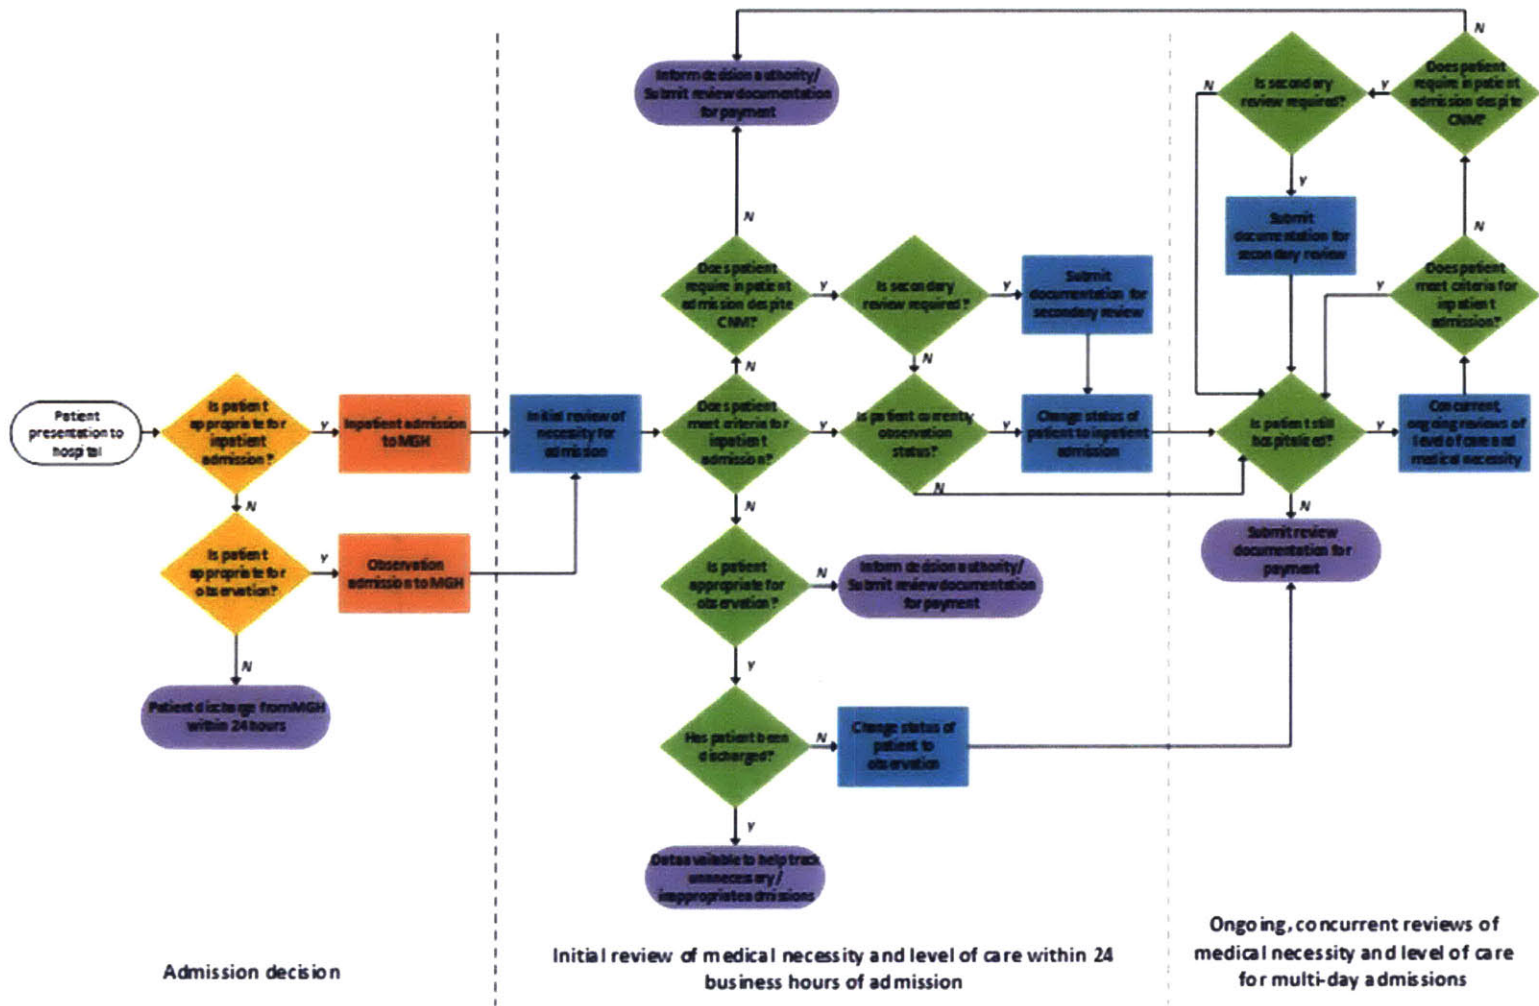 Patient
presentation to
hospital
Is patient
appropriate for
inpatient
admission?
Y
Inpatient admission
to MGH
N
Is patient
appropriate for
observation?
Y
Observation
admission to MGH
N
Patient discharge from MGH
within 24 hours
Admission decision
Inform decision authority/
Submit review documentation
for payment
N
Does patient
require inpatient
admission despite
CNM?
Y
Is secondary
review required?
Y
Submit
documentation for
secondary review
N
N
Initial review of
necessity for
admission
Does patient
meet criteria for
inpatient
admission?
Y
Is patient currently
observation
status?
Y
Change status of
patient to inpatient
admission
N
N
Is patient
appropriate for
observation?
N
Inform decision authority/
Submit review documentation
for payment
Y
Has patient been
discharged?
N
Change status of
patient to
observation
Y
Data available to help track
unnecessary/
inappropriate admissions
Initial review of medical necessity and level of care within 24
business hours of admission
N
N
Is secondary
review required?
Y
Does patient
require inpatient
admission despite
CNM?
Y
Submit
documentation for
secondary review
N
Y
Does patient
meet criteria for
inpatient
admission?
Is patient still
hospitalized?
Y
Concurrent,
ongoing reviews of
level of care and
medical necessity
N
Submit review
documentation for
payment
Ongoing, concurrent reviews of
medical necessity and level of care
for multi-day admissions